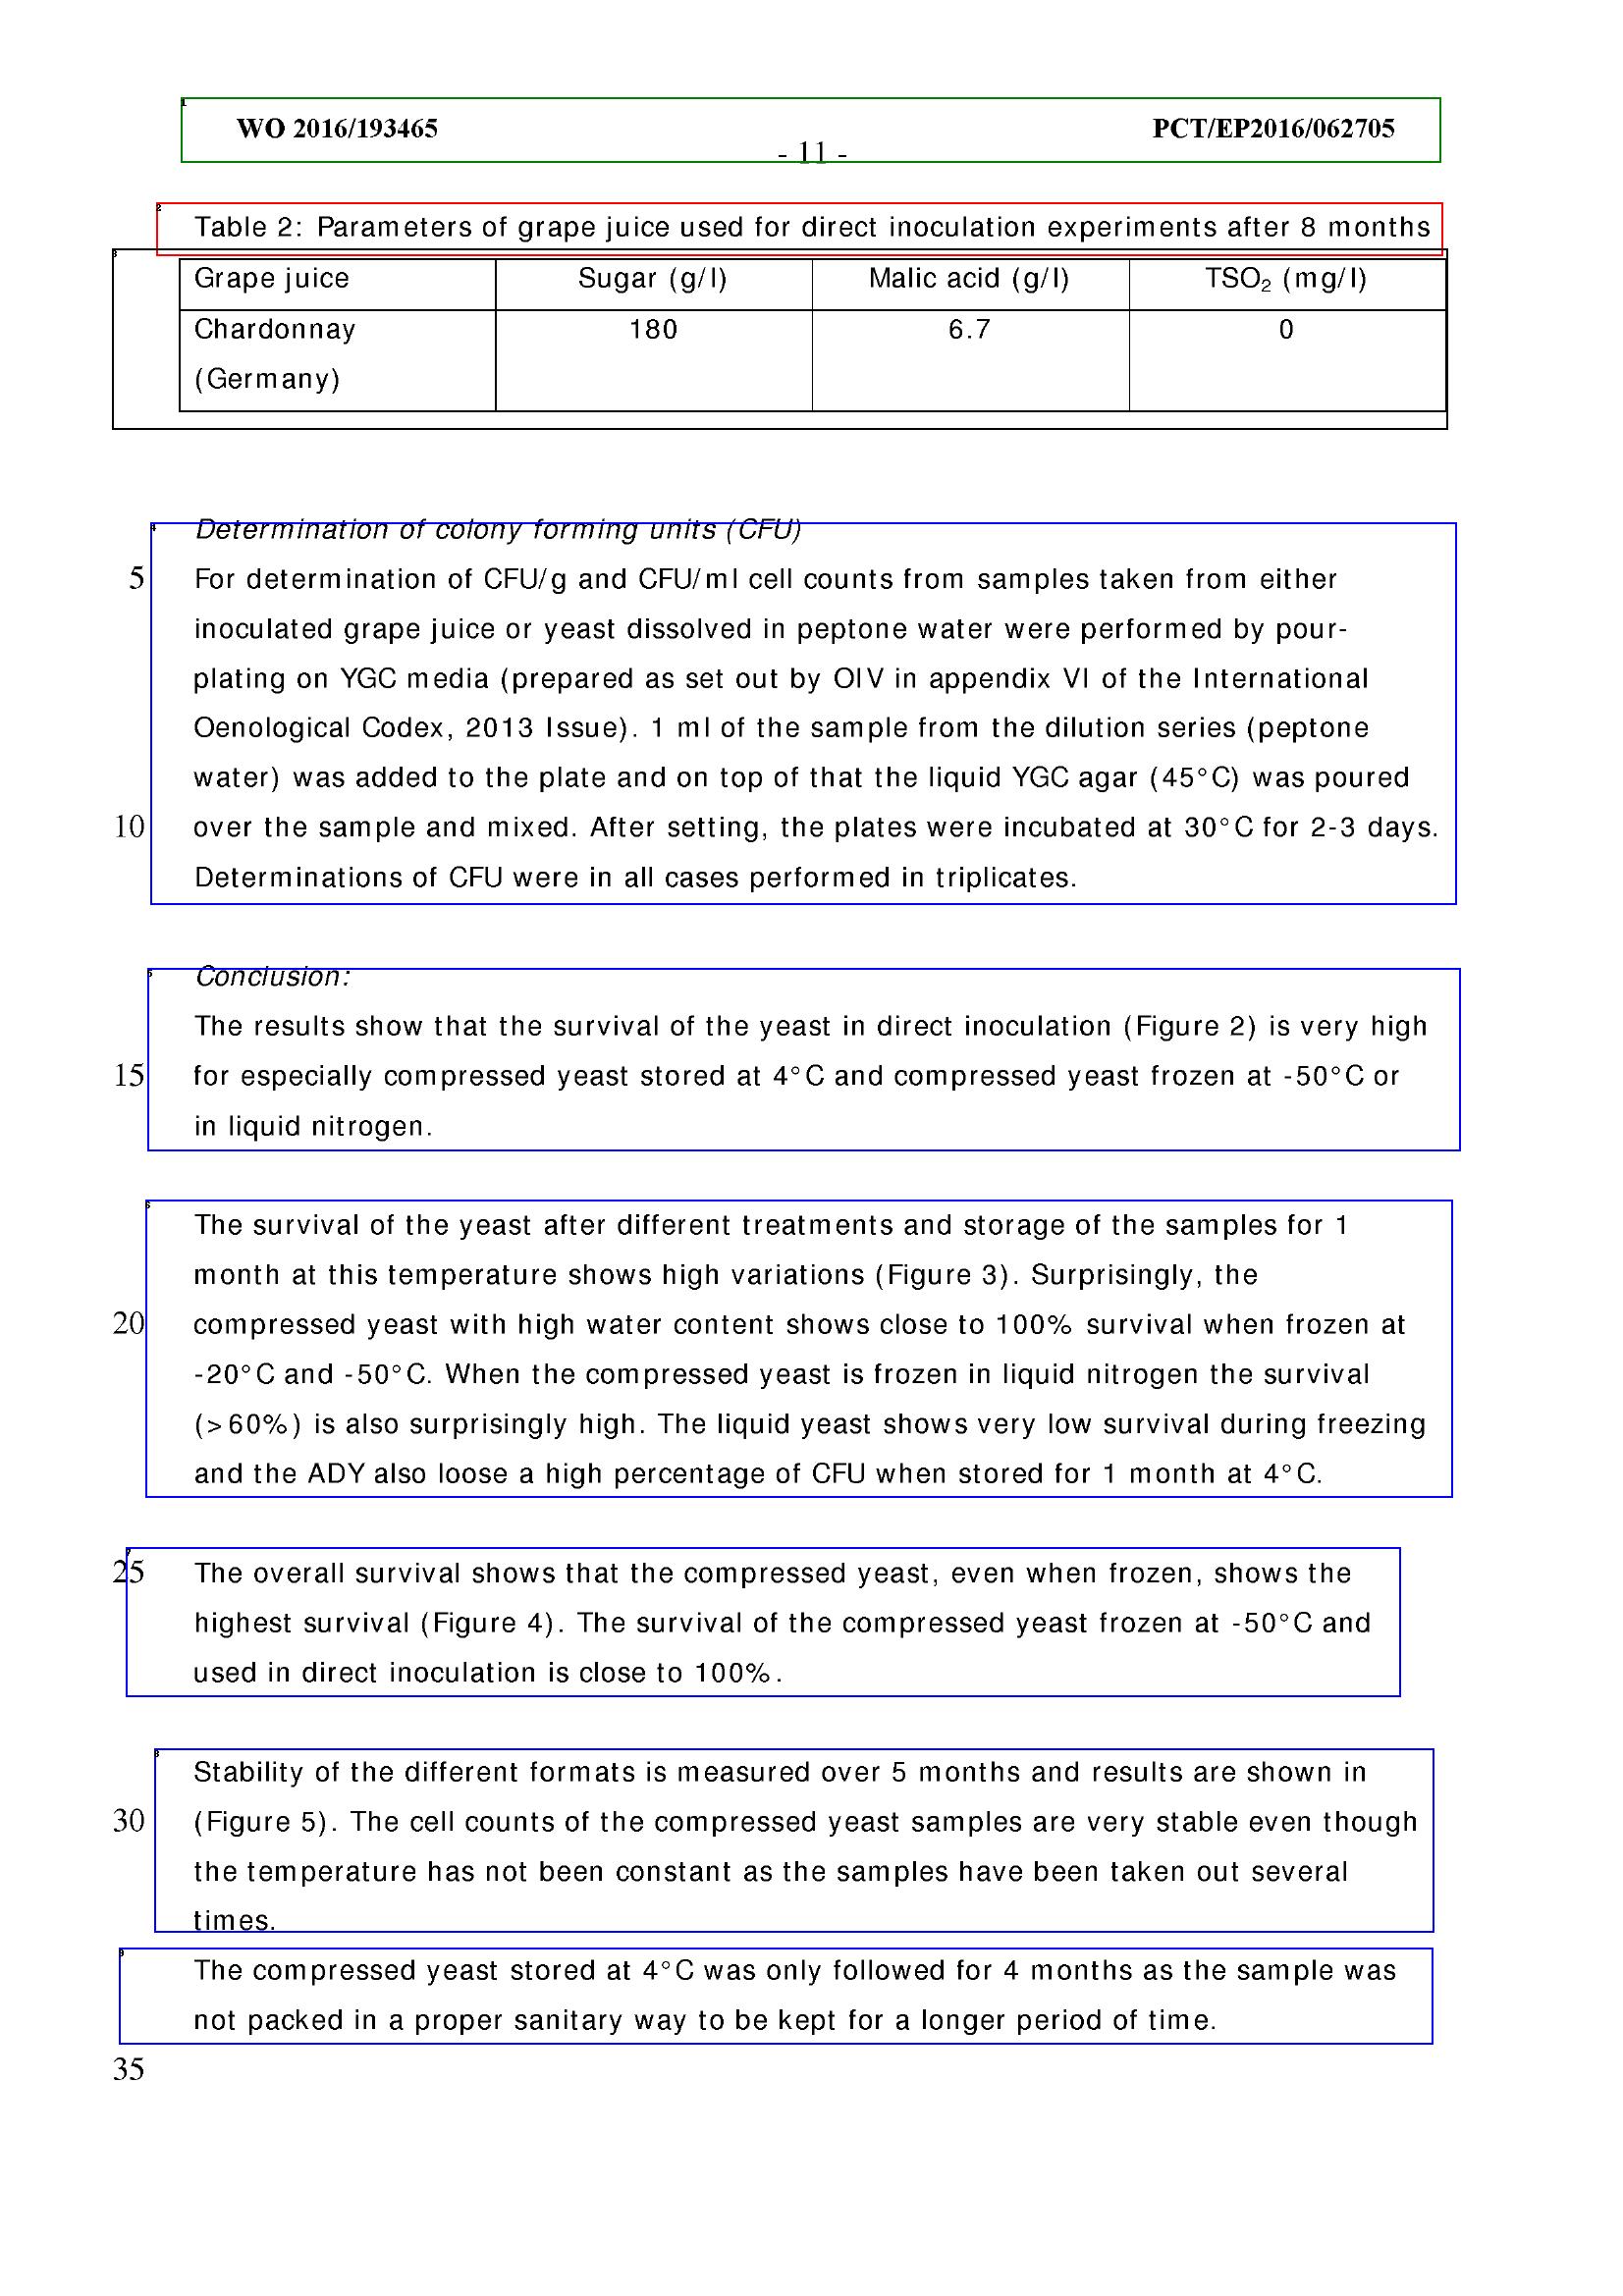 WO 2016/193465 PCT/EP2016/062705
- 11 -
Table 2: Parameters of grape juice used for direct inoculation experiments after 8 months
Grape juice Sugar (g/l) Malic acid (g/l) TSO₂ (mg/l)
Chardonnay 180 6.7 0
(Germany)
Determination of colony forming units (CFU)
5 For determination of CFU/g and CFU/ml cell counts from samples taken from either
inoculated grape juice or yeast dissolved in peptone water were performed by pour-
plating on YGC media (prepared as set out by OIV in appendix VI of the International
Oenological Codex, 2013 Issue). 1 ml of the sample from the dilution series (peptone
water) was added to the plate and on top of that the liquid YGC agar (45°C) was poured
10 over the sample and mixed. After setting, the plates were incubated at 30°C for 2-3 days.
Determinations of CFU were in all cases performed in triplicates.
Conclusion:
The results show that the survival of the yeast in direct inoculation (Figure 2) is very high
15 for especially compressed yeast stored at 4°C and compressed yeast frozen at -50°C or
in liquid nitrogen.
The survival of the yeast after different treatments and storage of the samples for 1
month at this temperature shows high variations (Figure 3). Surprisingly, the
20 compressed yeast with high water content shows close to 100% survival when frozen at
-20°C and -50°C. When the compressed yeast is frozen in liquid nitrogen the survival
(>60%) is also surprisingly high. The liquid yeast shows very low survival during freezing
and the ADY also loose a high percentage of CFU when stored for 1 month at 4°C.
25 The overall survival shows that the compressed yeast, even when frozen, shows the
highest survival (Figure 4). The survival of the compressed yeast frozen at -50°C and
used in direct inoculation is close to 100%.
Stability of the different formats is measured over 5 months and results are shown in
30 (Figure 5). The cell counts of the compressed yeast samples are very stable even though
the temperature has not been constant as the samples have been taken out several
times.
The compressed yeast stored at 4°C was only followed for 4 months as the sample was
not packed in a proper sanitary way to be kept for a longer period of time.
35